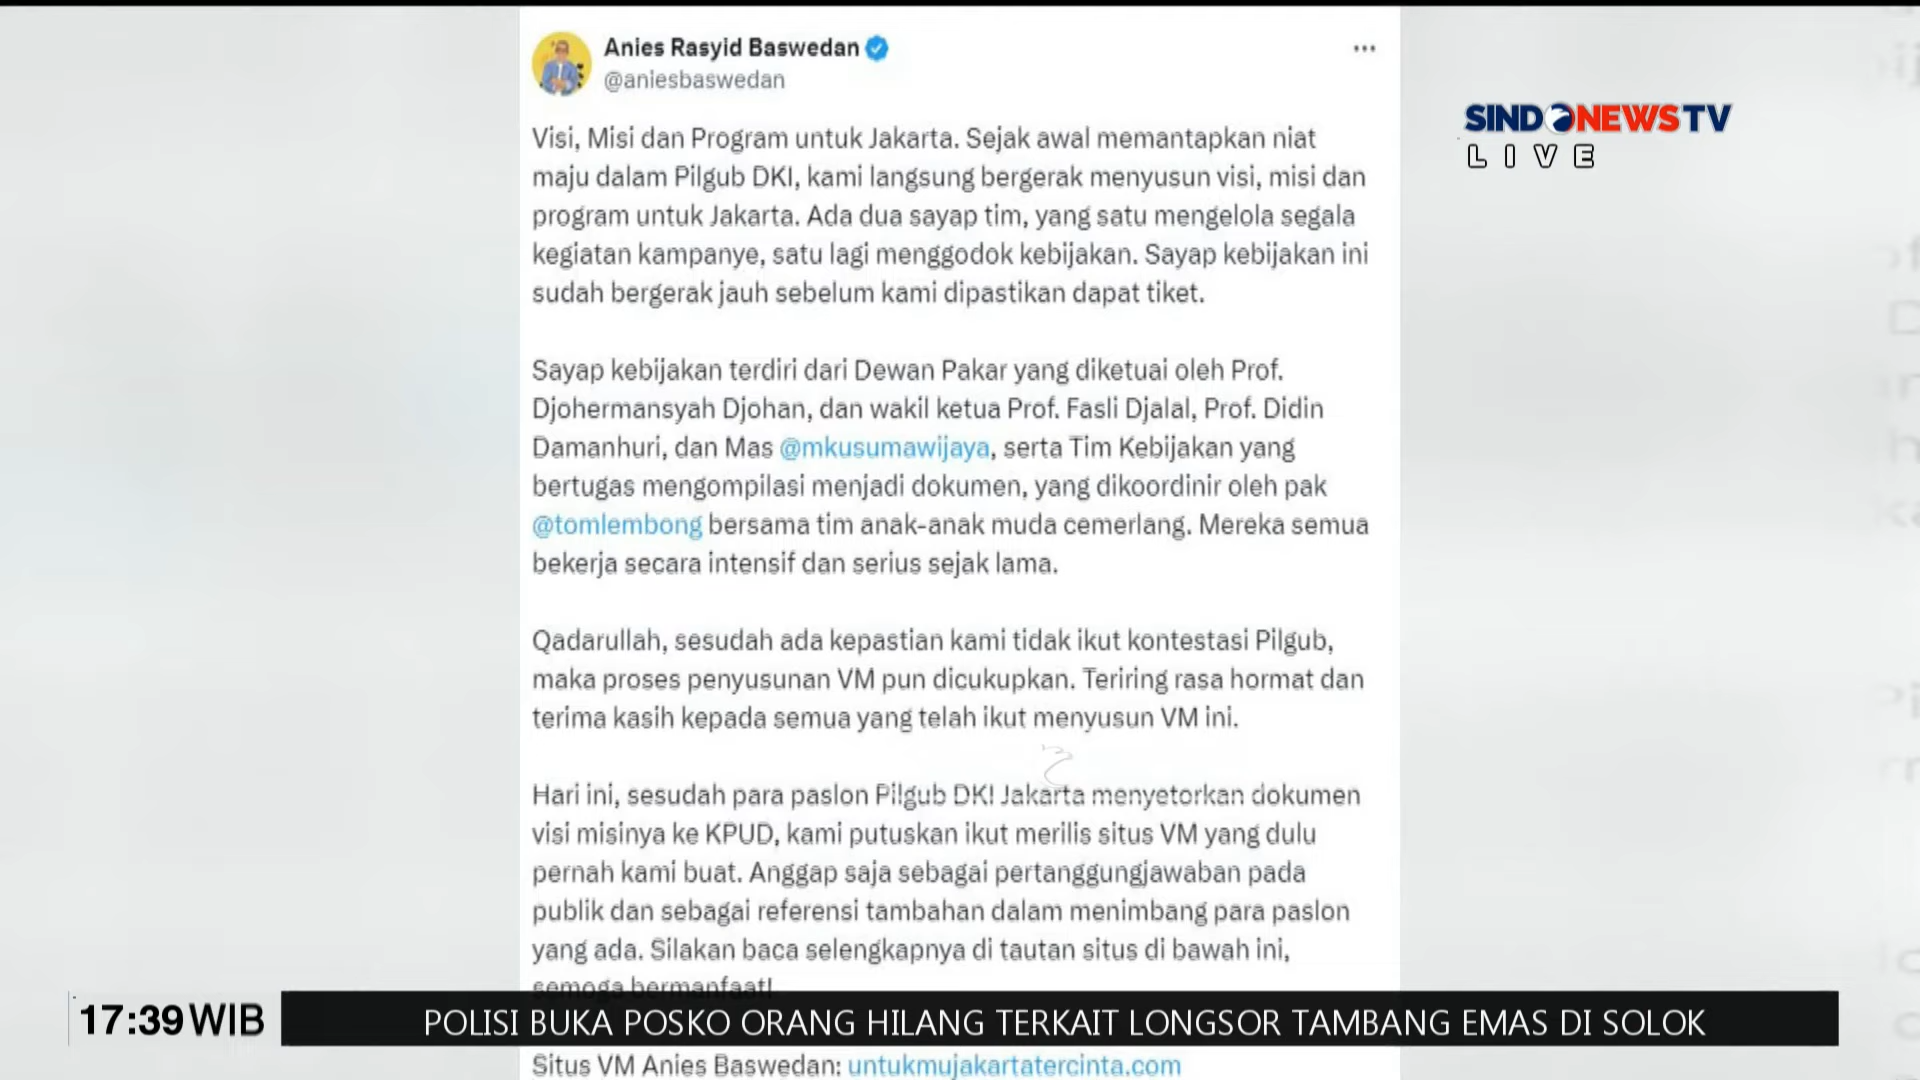 Anies Rasyid Baswedan
@aniesbaswedan
Visi, Misi dan Program untuk Jakarta. Sejak awal memantapkan niat
maju dalam Pilgub DKI, kami langsung bergerak menyusun visi, misi dan
program untuk Jakarta. Ada dua sayap tim, yang satu mengelola segala
kegiatan kampanye, satu lagi menggodok kebijakan. Sayap kebijakan ini
sudah bergerak jauh sebelum kami dipastikan dapat tiket.
Sayap kebijakan terdiri dari Dewan Pakar yang diketuai oleh Prof.
Djohermansyah Djohan, dan wakil ketua Prof. Fasli Djalal, Prof. Didin
Damanhuri, dan Mas @mkusumawijaya, serta Tim Kebijakan yang
bertugas mengompilasi menjadi dokumen, yang dikoordinir oleh pak
@tomlembong bersama tim anak-anak muda cemerlang. Mereka semua
bekerja secara intensif dan serius sejak lama.
Qadarullah, sesudah ada kepastian kami tidak ikut kontestasi Pilgub,
maka proses penyusunan VM pun dicukupkan. Teriring rasa hormat dan
terima kasih kepada semua yang telah ikut menyusun VM ini.
Hari ini, sesudah para paslon Pilgub DKI Jakarta menyetorkan dokumen
visi misinya ke KPUD, kami putuskan ikut merilis situs VM yang dulu
pernah kami buat. Anggap saja sebagai pertanggungjawaban pada
publik dan sebagai referensi tambahan dalam menimbang para paslon
yang ada. Silakan baca selengkapnya di tautan situs di bawah ini,
semoga bermanfaat!
Situs VM Anies Baswedan: untukmujakartatercinta.com
SINDONEWS TV
LIVE
17:39 WIB
POLISI BUKA POSKO ORANG HILANG TERKAIT LONGSOR TAMBANG EMAS DI SOLOK